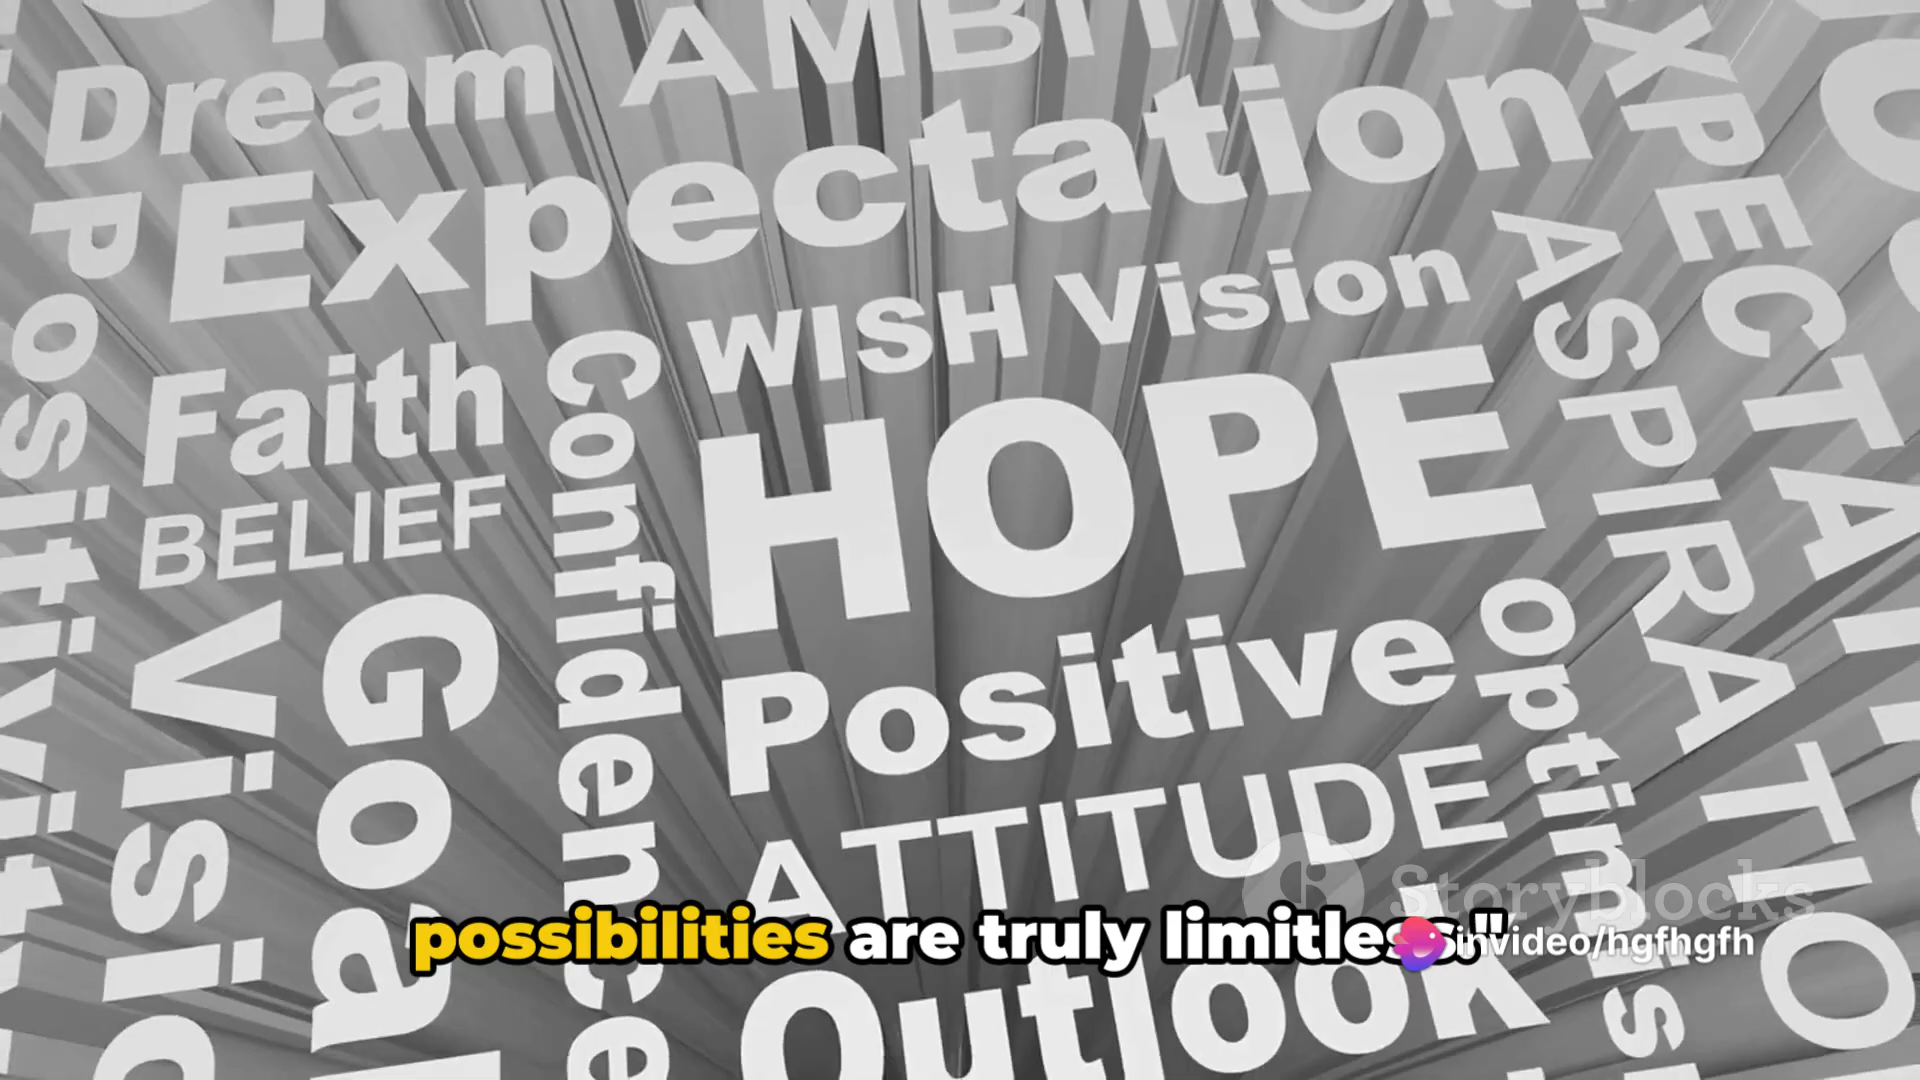 Dream AMBITION
Expectation
WISH Vision
Faith
BELIEF
HOPE
Positive
ATTITUDE
Outlook
Positivity
Vision
Goal
Confidence
Optimism
ASPIRATION
EXPECTATION
Storyblocks
possibilities are truly limitless."
invideo/hgfhgfh